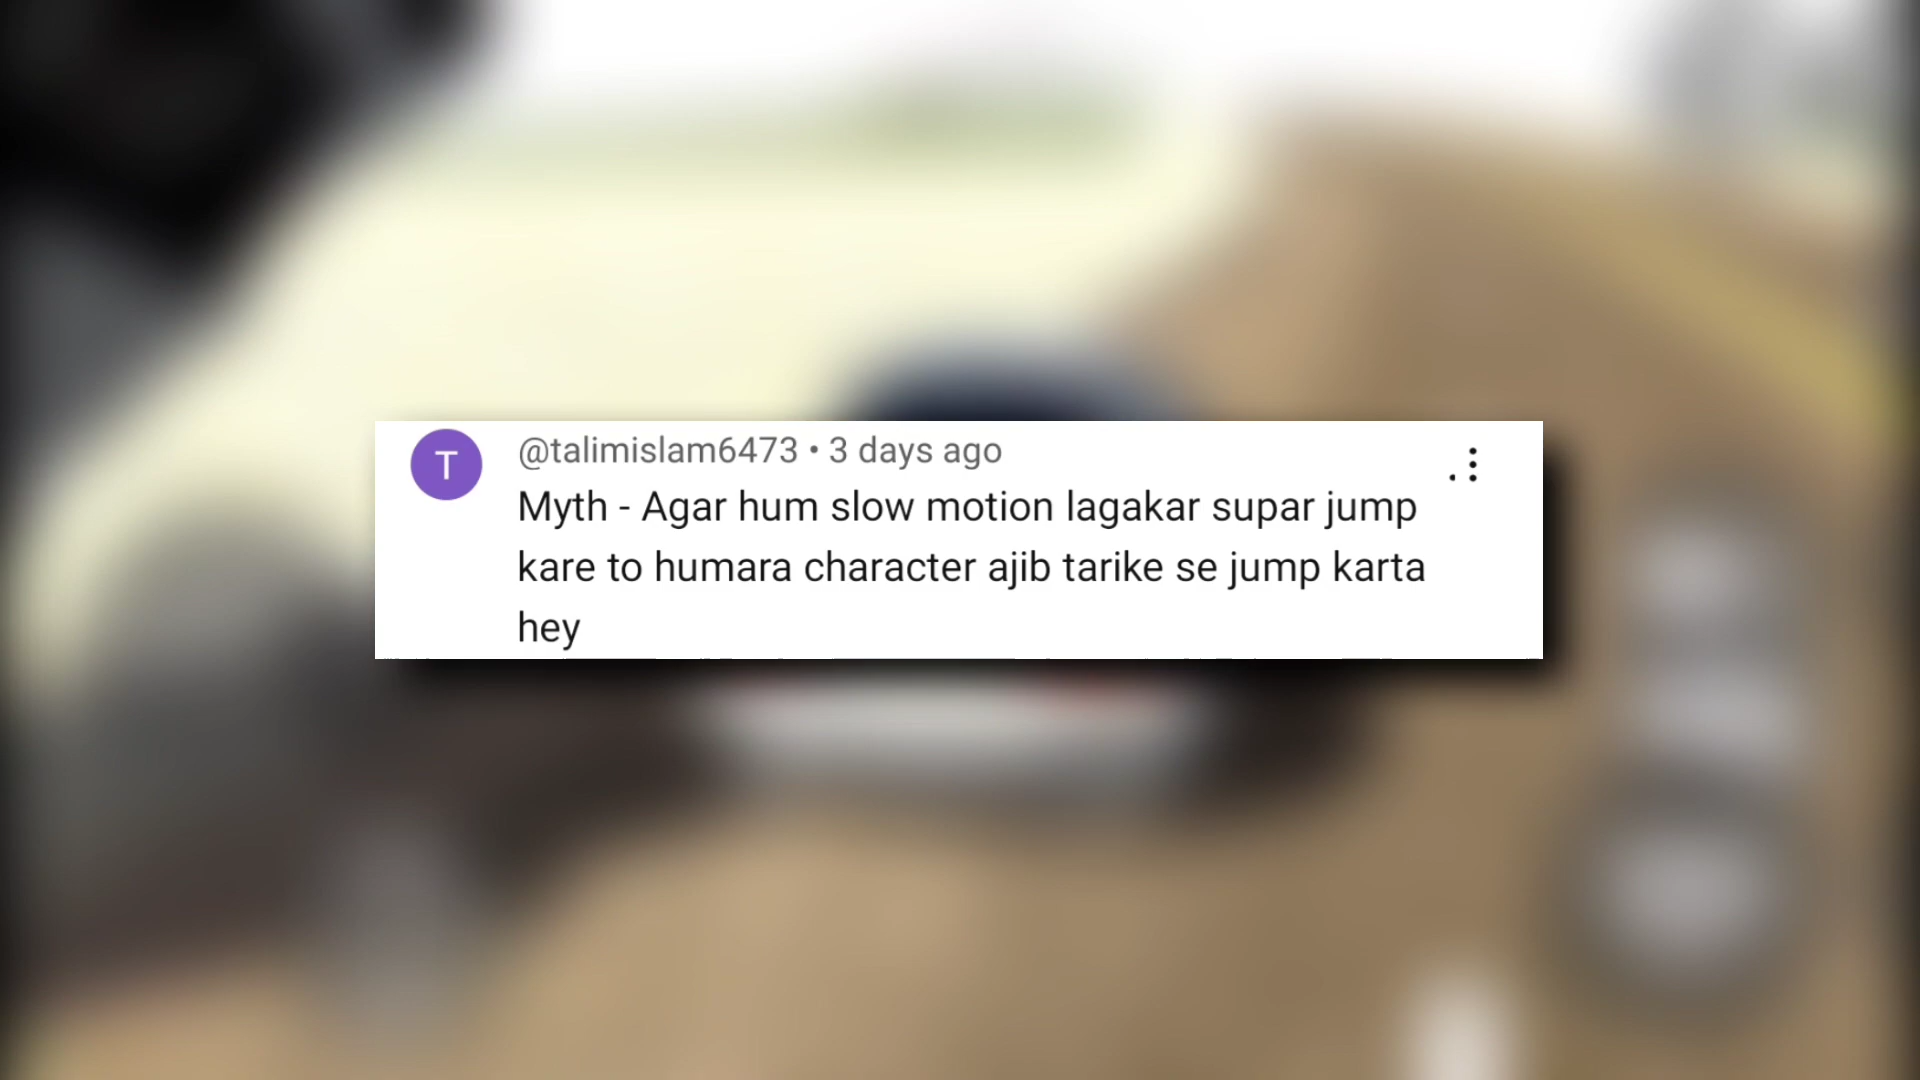 T
@talimislam6473 • 3 days ago
Myth - Agar hum slow motion lagakar supar jump
kare to humara character ajib tarike se jump karta
hey